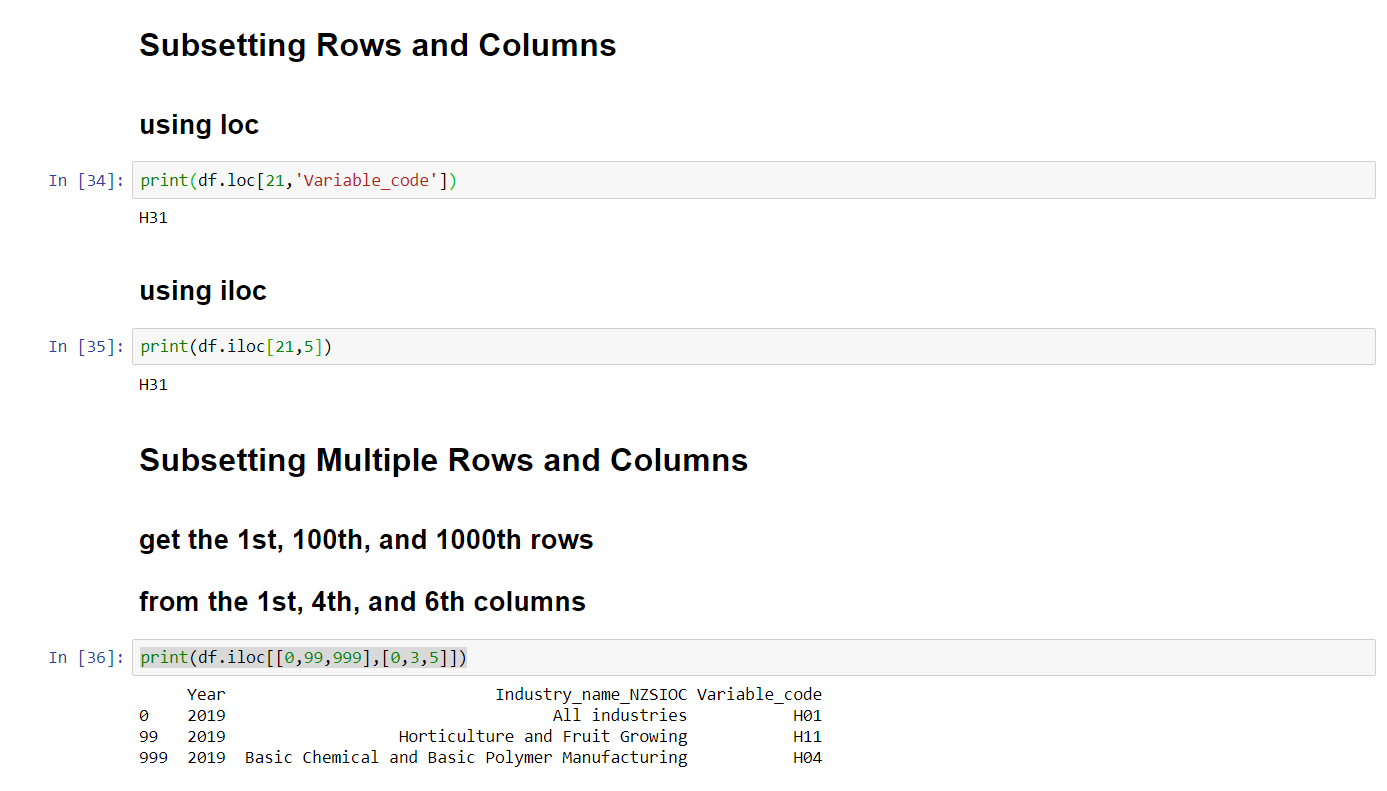 Subsetting Rows and Columns
using loc
In [34]: print(df.loc[21,'Variable_code'])
H31
using iloc
In [35]: print(df.iloc[21,5])
H31
Subsetting Multiple Rows and Columns
get the 1st, 100th, and 1000th rows
from the 1st, 4th, and 6th columns
In [36]: print(df.iloc[[0,99,999],[0,3,5]])
Year Industry_name_NZSIOC Variable_code
0 2019 All industries H01
99 2019 Horticulture and Fruit Growing H11
999 2019 Basic Chemical and Basic Polymer Manufacturing H04